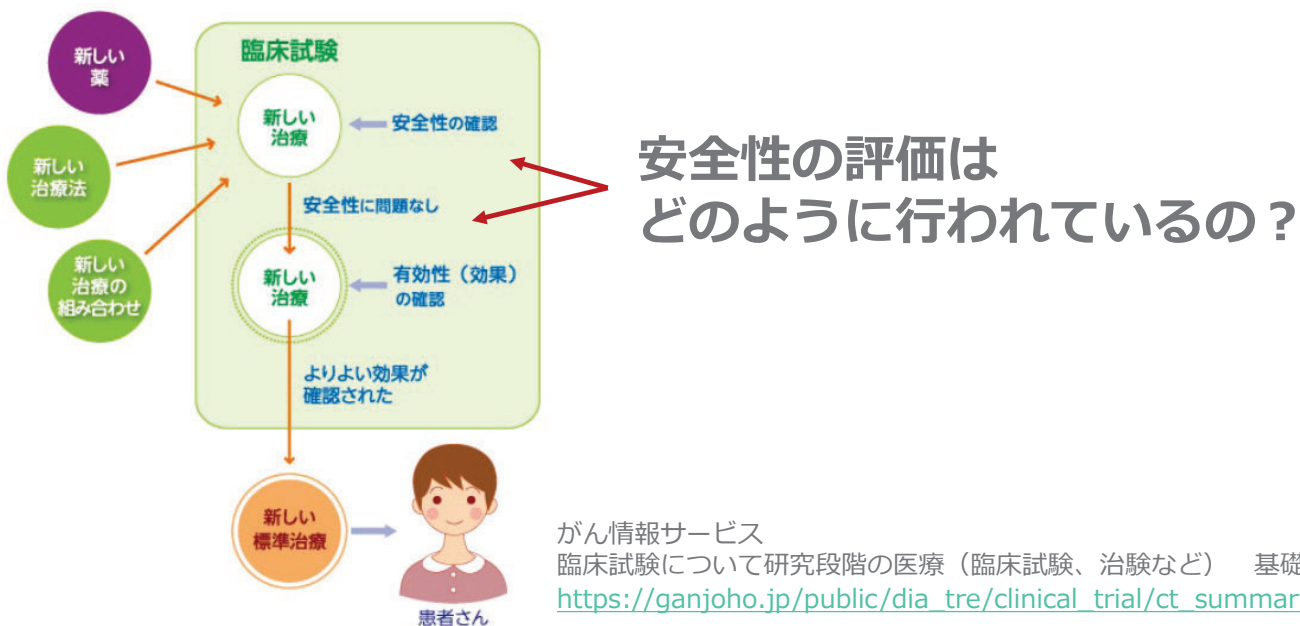 新しい
薬
新しい
治療法
新しい
治療の
組み合わせ
臨床試験
新しい
治療
安全性の確認
安全性に問題なし
新しい
治療
有効性（効果）
の確認
よりよい効果が
確認された
新しい
標準治療
患者さん
安全性の評価は
どのように行われているの？
がん情報サービス
臨床試験について研究段階の医療（臨床試験、治験など）　基礎
https://ganjoho.jp/public/dia_tre/clinical_trial/ct_summar